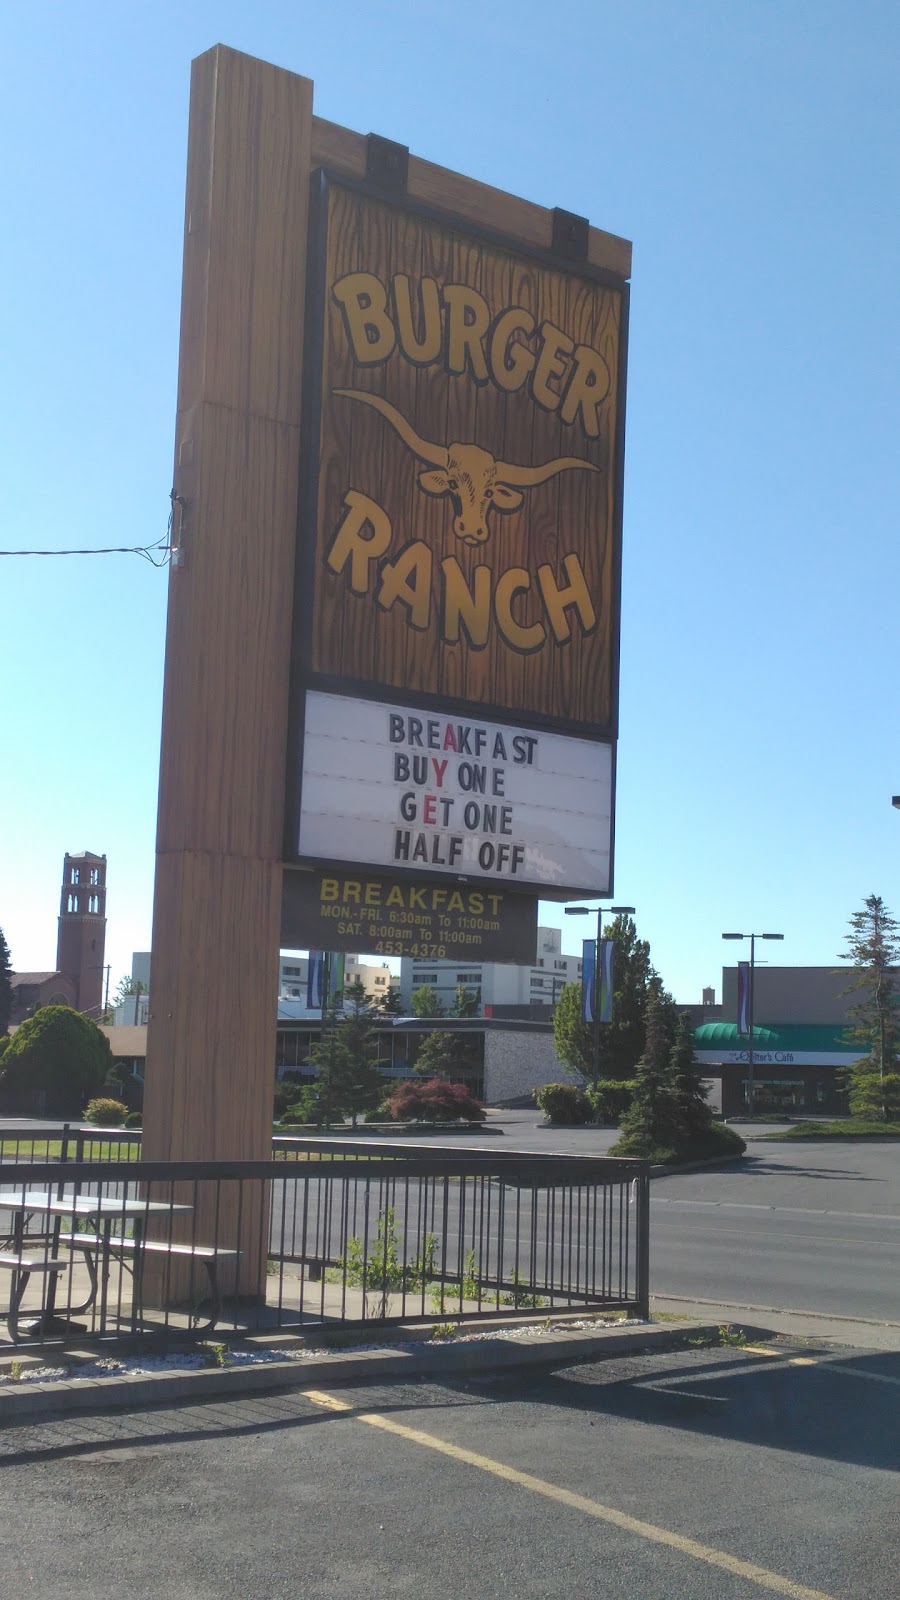 BURGER
RANCH
BREAKFAST
BUY ONE
GET ONE
HALF OFF
BREAKFAST
MON.-FRI. 6:30am To 11:00am
SAT. 8:00am To 11:00am
453-4376
Café